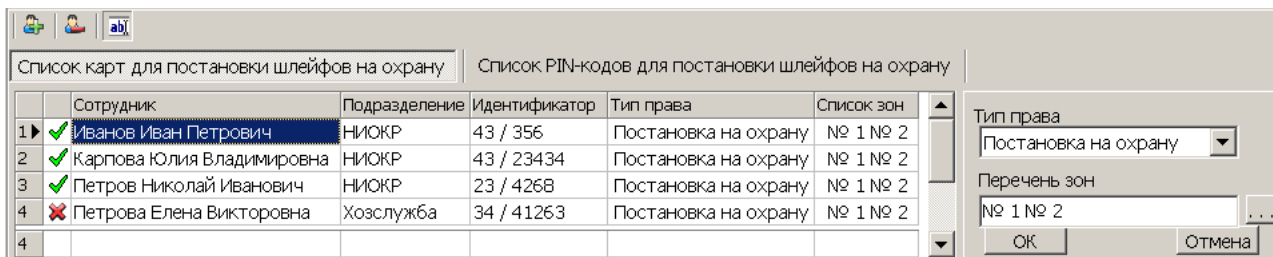 ab
Список карт для постановки шлейфов на охрану Список PIN-кодов для постановки шлейфов на охрану
Сотрудник Подразделение Идентификатор Тип права Список зон
1 Иванов Иван Петрович НИОКР 43 / 356 Постановка на охрану № 1 № 2
2 Карпова Юлия Владимировна НИОКР 43 / 23434 Постановка на охрану № 1 № 2
3 Петров Николай Иванович НИОКР 23 / 4268 Постановка на охрану № 1 № 2
4 Петрова Елена Викторовна Хозслужба 34 / 41263 Постановка на охрану № 1 № 2
4
Тип права
Постановка на охрану
Перечень зон
№ 1 № 2 ...
ОК Отмена